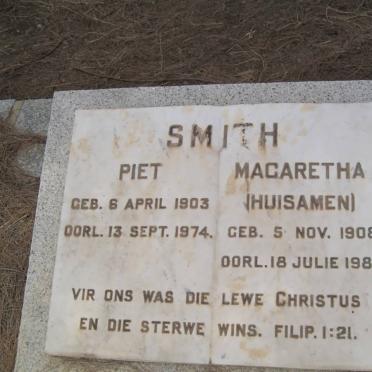 SMITH
PIET
GEB. 6 APRIL 1903
OORL. 13 SEPT. 1974.
MAGARETHA
(HUISAMEN)
GEB. 5 NOV. 1908
OORL. 18 JULIE 198
VIR ONS WAS DIE LEWE CHRISTUS
EN DIE STERWE WINS. FILIP. 1:21.